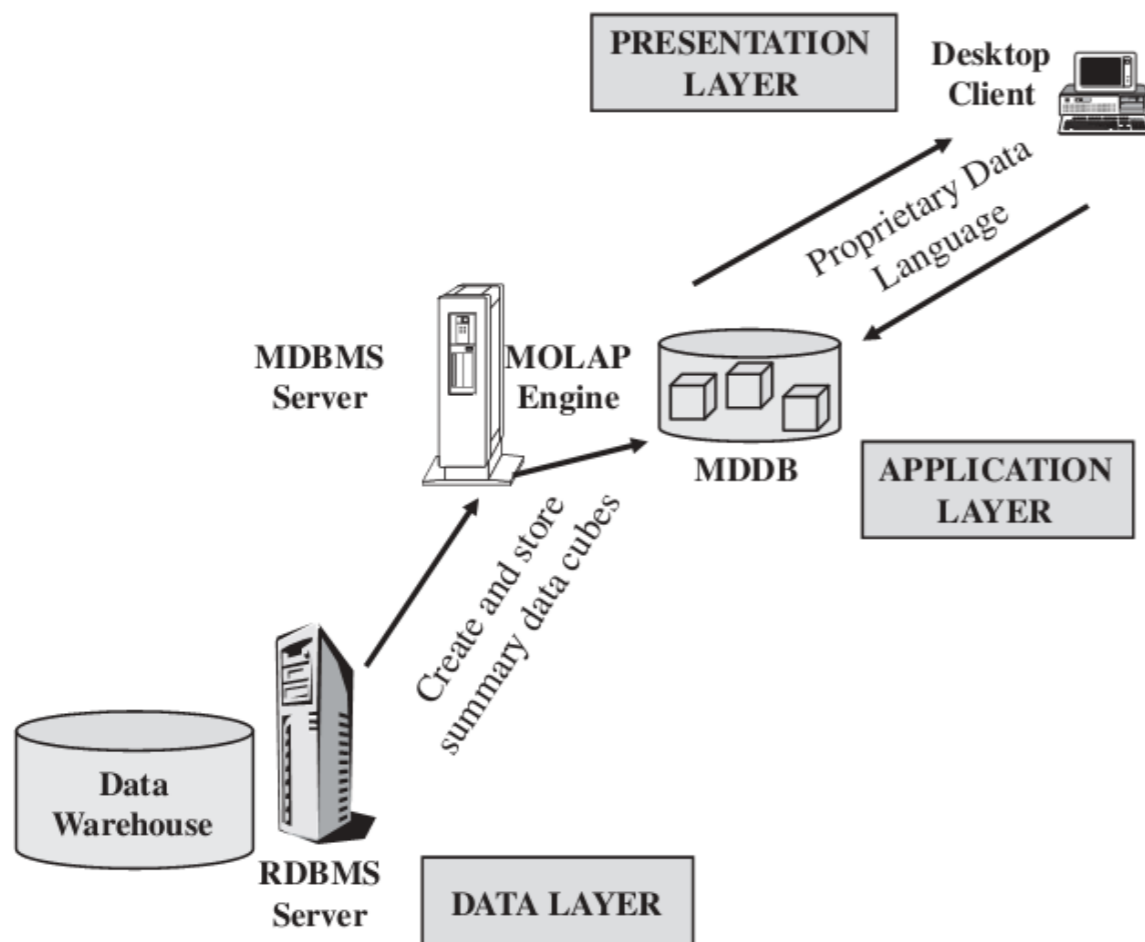 PRESENTATION
LAYER
Desktop
Client
Proprietary Data
Language
MDBMS
Server
MOLAP
Engine
MDDB
APPLICATION
LAYER
Create and store
summary data cubes
Data
Warehouse
RDBMS
Server
DATA LAYER